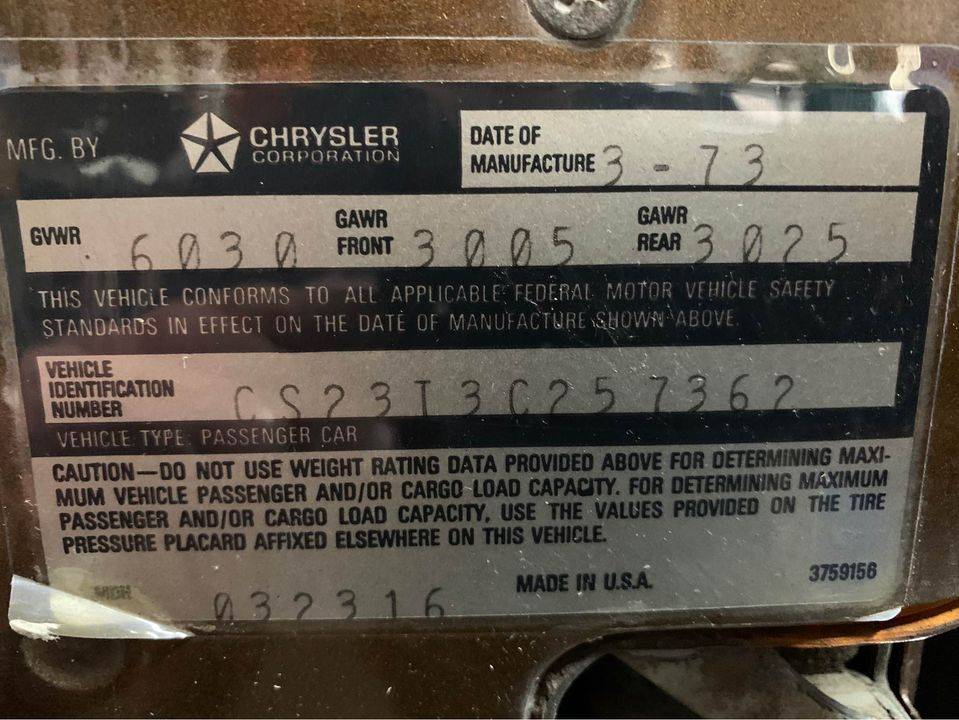 MFG. BY CHRYSLER CORPORATION
DATE OF MANUFACTURE 3-73
GVWR 6030 GAWR FRONT 3005 GAWR REAR 3025
THIS VEHICLE CONFORMS TO ALL APPLICABLE FEDERAL MOTOR VEHICLE SAFETY
STANDARDS IN EFFECT ON THE DATE OF MANUFACTURE SHOWN ABOVE.
VEHICLE IDENTIFICATION NUMBER CS23T3C257362
VEHICLE TYPE: PASSENGER CAR
CAUTION—DO NOT USE WEIGHT RATING DATA PROVIDED ABOVE FOR DETERMINING MAXI-
MUM VEHICLE PASSENGER AND/OR CARGO LOAD CAPACITY. FOR DETERMINING MAXIMUM
PASSENGER AND/OR CARGO LOAD CAPACITY, USE THE VALUES PROVIDED ON THE TIRE
PRESSURE PLACARD AFFIXED ELSEWHERE ON THIS VEHICLE.
MDH 032316 MADE IN U.S.A. 3759156